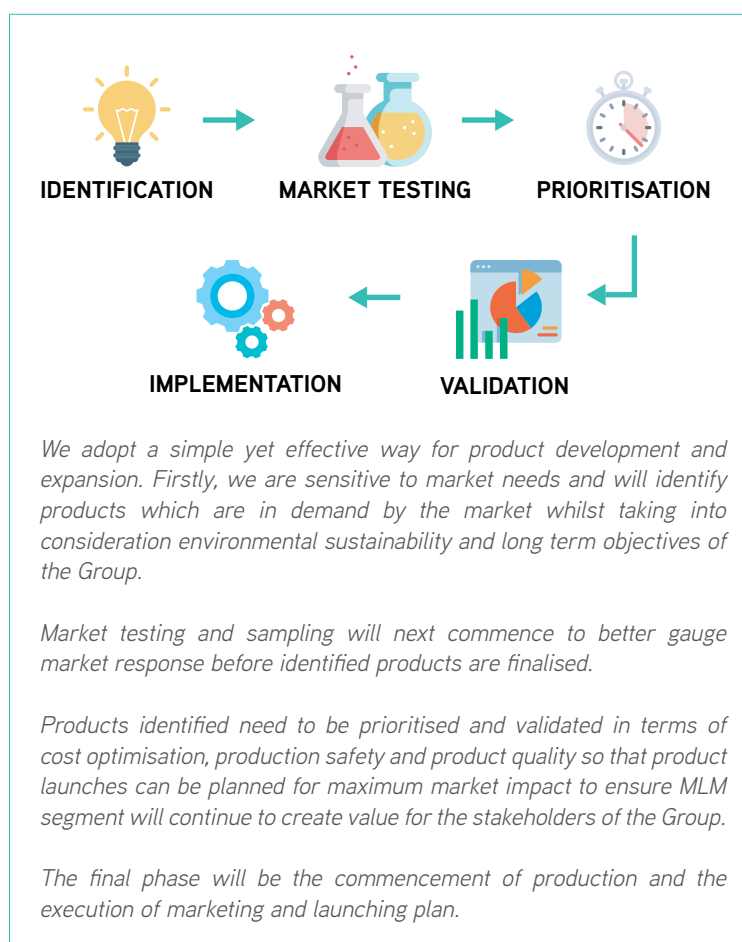 IDENTIFICATION
MARKET TESTING
PRIORITISATION
IMPLEMENTATION
VALIDATION
We adopt a simple yet effective way for product development and
expansion. Firstly, we are sensitive to market needs and will identify
products which are in demand by the market whilst taking into
consideration environmental sustainability and long term objectives of
the Group.
Market testing and sampling will next commence to better gauge
market response before identified products are finalised.
Products identified need to be prioritised and validated in terms of
cost optimisation, production safety and product quality so that product
launches can be planned for maximum market impact to ensure MLM
segment will continue to create value for the stakeholders of the Group.
The final phase will be the commencement of production and the
execution of marketing and launching plan.